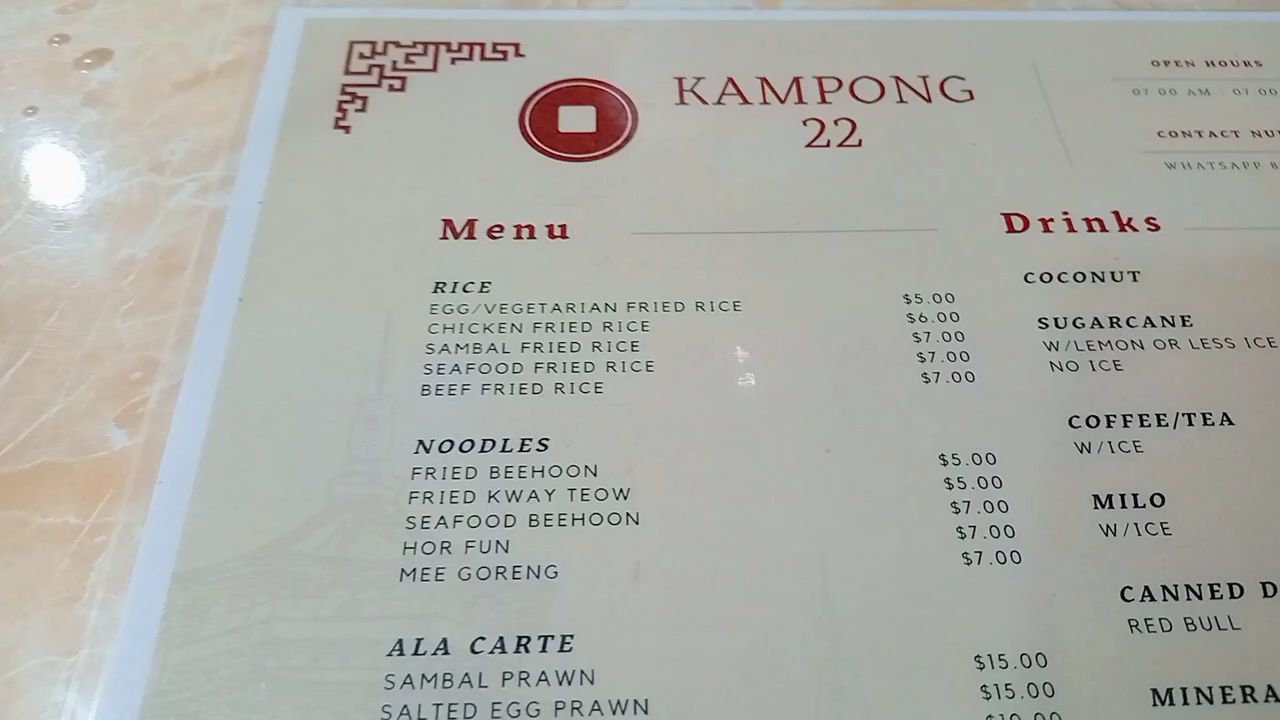 KAMPONG
22
OPEN HOURS
07 00 AM - 07.00
CONTACT
WHATSAPP 8
Menu
RICE
EGG/VEGETARIAN FRIED RICE $5.00
CHICKEN FRIED RICE $6.00
SAMBAL FRIED RICE $7.00
SEAFOOD FRIED RICE $7.00
BEEF FRIED RICE $7.00
NOODLES
FRIED BEEHOON $5.00
FRIED KWAY TEOW $5.00
SEAFOOD BEEHOON $7.00
HOR FUN $7.00
MEE GORENG $7.00
ALA CARTE
SAMBAL PRAWN $15.00
SALTED EGG PRAWN $15.00
Drinks
COCONUT
SUGARCANE
W/LEMON OR LESS ICE
NO ICE
COFFEE/TEA
W/ICE
MILO
W/ICE
CANNED D
RED BULL
MINERA